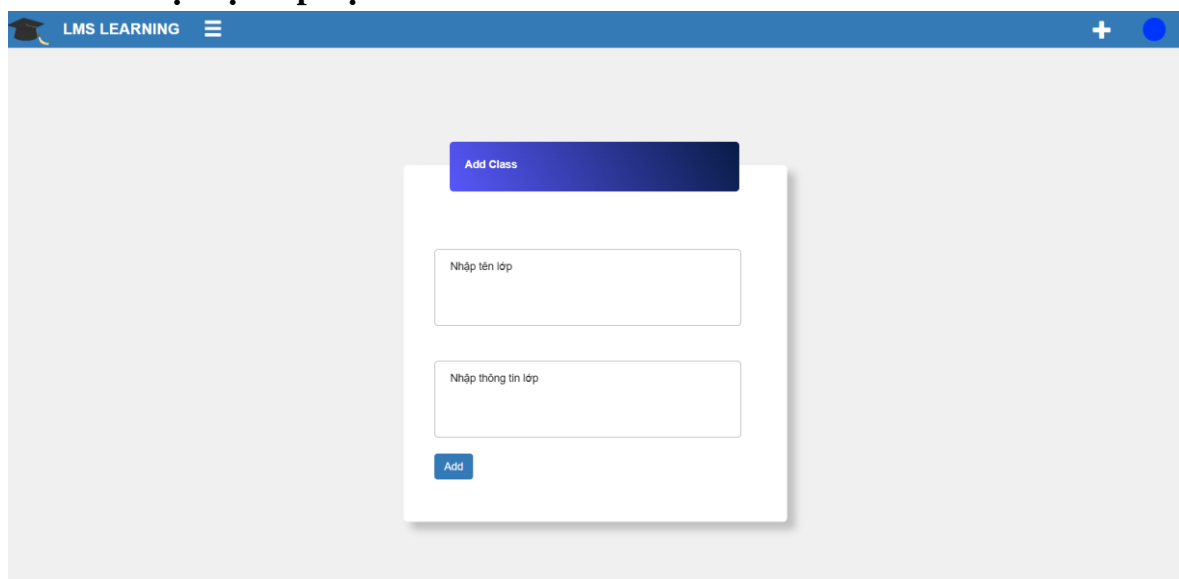 LMS LEARNING
Add Class
Nhập tên lớp
Nhập thông tin lớp
Add